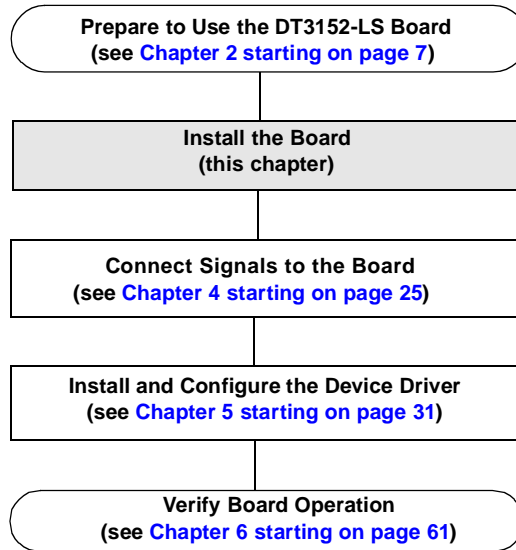 Prepare to Use the DT3152-LS Board
(see Chapter 2 starting on page 7)
Install the Board
(this chapter)
Connect Signals to the Board
(see Chapter 4 starting on page 25)
Install and Configure the Device Driver
(see Chapter 5 starting on page 31)
Verify Board Operation
(see Chapter 6 starting on page 61)